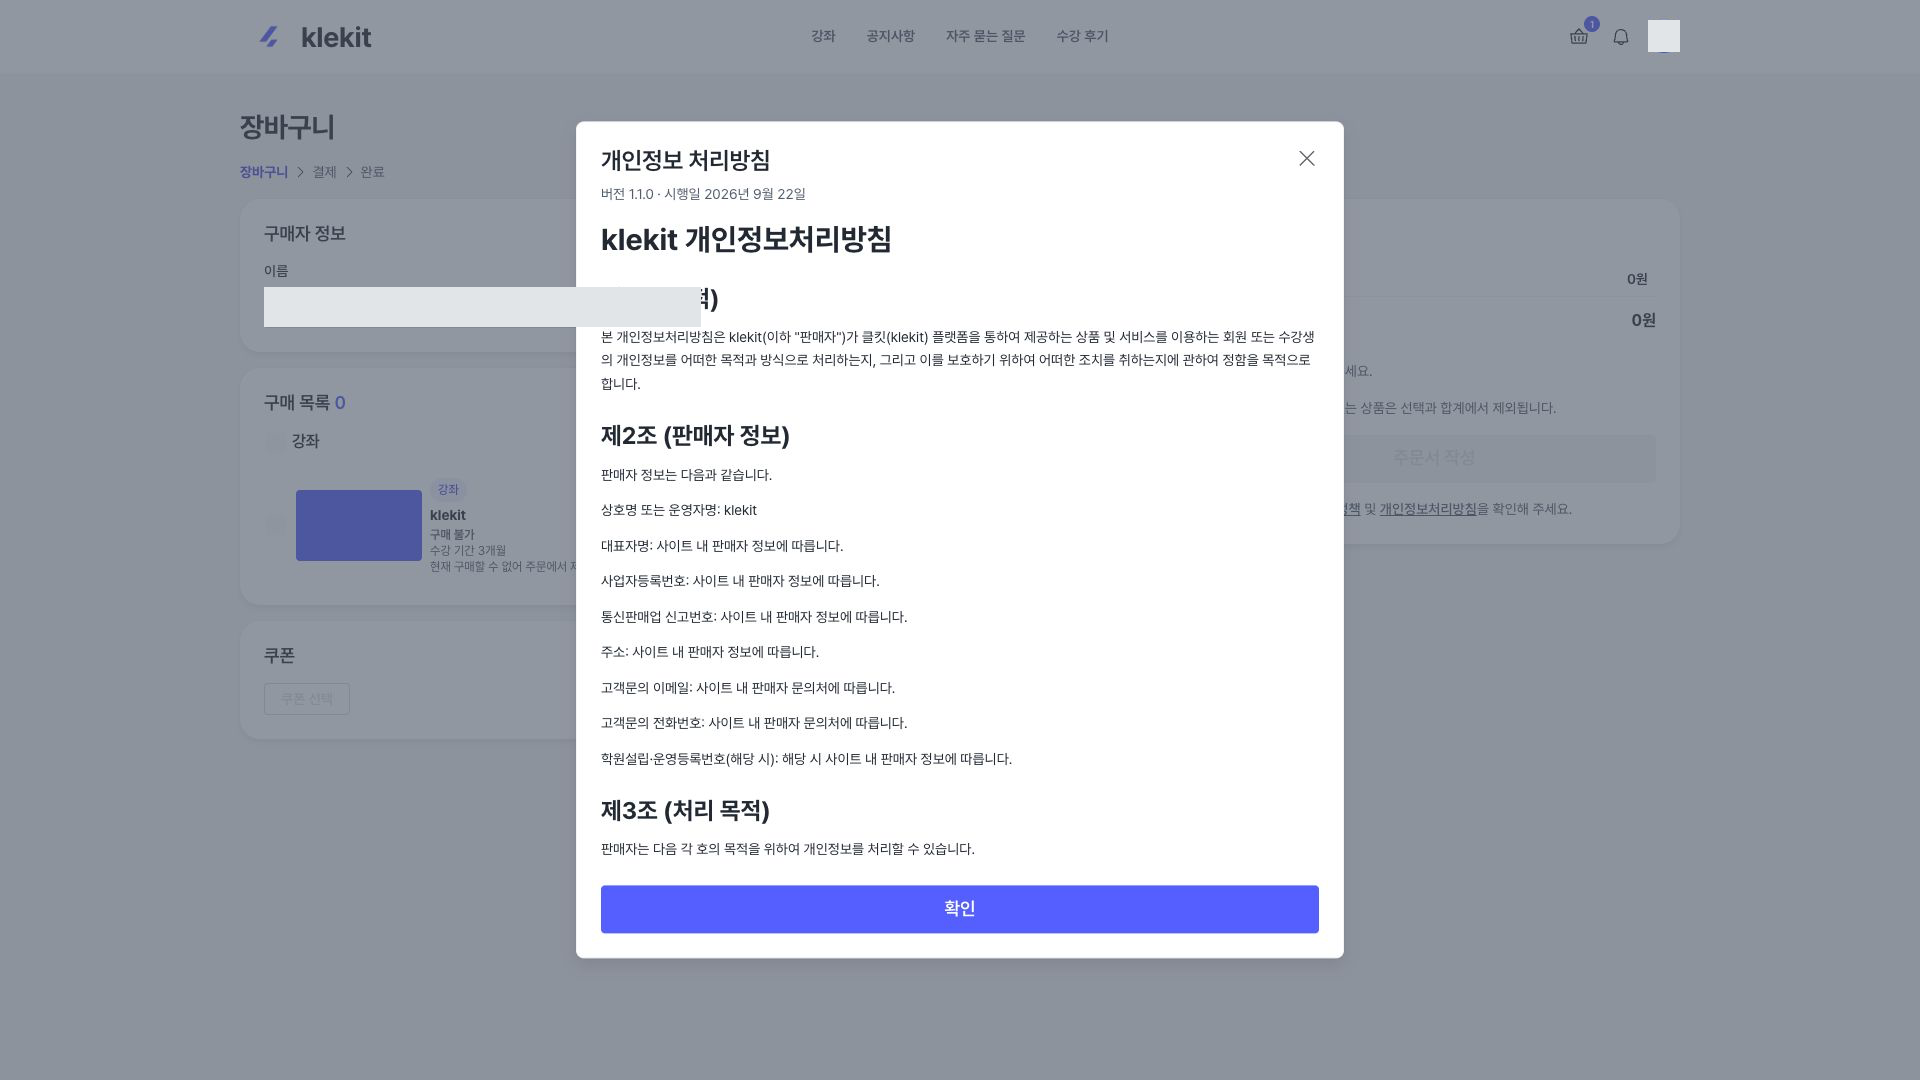 klekit
강좌
공지사항
자주 묻는 질문
수강 후기
1
장바구니
장바구니 > 결제 > 완료
구매자 정보
이름
구매 목록 0
강좌
강좌
klekit
구매 불가
수강 기간 3개월
현재 구매할 수 없어 주문에서
쿠폰
쿠폰 선택
개인정보 처리방침
버전 1.1.0 · 시행일 2026년 9월 22일
klekit 개인정보처리방침
본 개인정보처리방침은 klekit(이하 "판매자")가 클킷(klekit) 플랫폼을 통하여 제공하는 상품 및 서비스를 이용하는 회원 또는 수강생
의 개인정보를 어떠한 목적과 방식으로 처리하는지, 그리고 이를 보호하기 위하여 어떠한 조치를 취하는지에 관하여 정함을 목적으로
합니다.
제2조 (판매자 정보)
판매자 정보는 다음과 같습니다.
상호명 또는 운영자명: klekit
대표자명: 사이트 내 판매자 정보에 따릅니다.
사업자등록번호: 사이트 내 판매자 정보에 따릅니다.
통신판매업 신고번호: 사이트 내 판매자 정보에 따릅니다.
주소: 사이트 내 판매자 정보에 따릅니다.
고객문의 이메일: 사이트 내 판매자 문의처에 따릅니다.
고객문의 전화번호: 사이트 내 판매자 문의처에 따릅니다.
학원설립·운영등록번호(해당 시): 해당 시 사이트 내 판매자 정보에 따릅니다.
제3조 (처리 목적)
판매자는 다음 각 호의 목적을 위하여 개인정보를 처리할 수 있습니다.
확인
0원
0원
세요.
는 상품은 선택과 합계에서 제외됩니다.
주문서 작성
책 및 개인정보처리방침을 확인해 주세요.